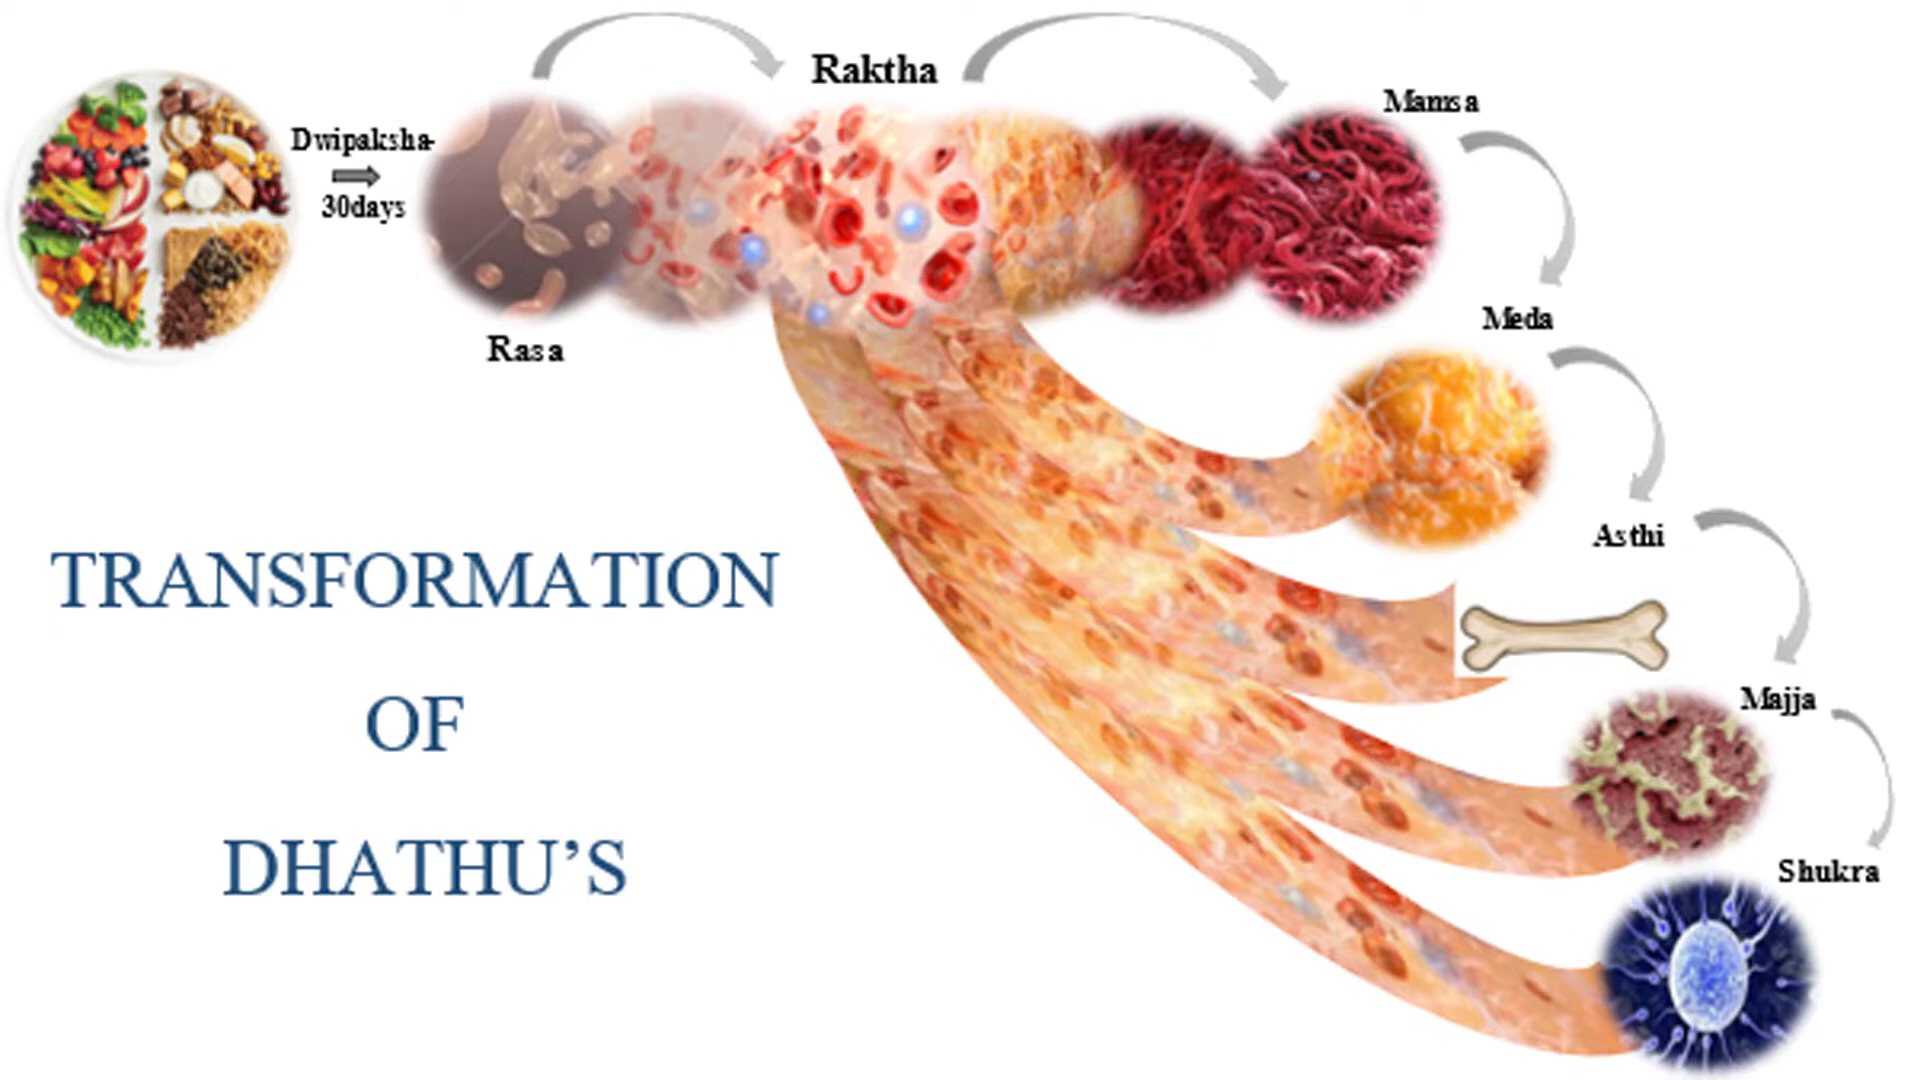 Raktha
Mamsa
Dwipaksha-
30days
Rasa
Meda
Asthi
Majja
Shukra
TRANSFORMATION
OF
DHATHU’S